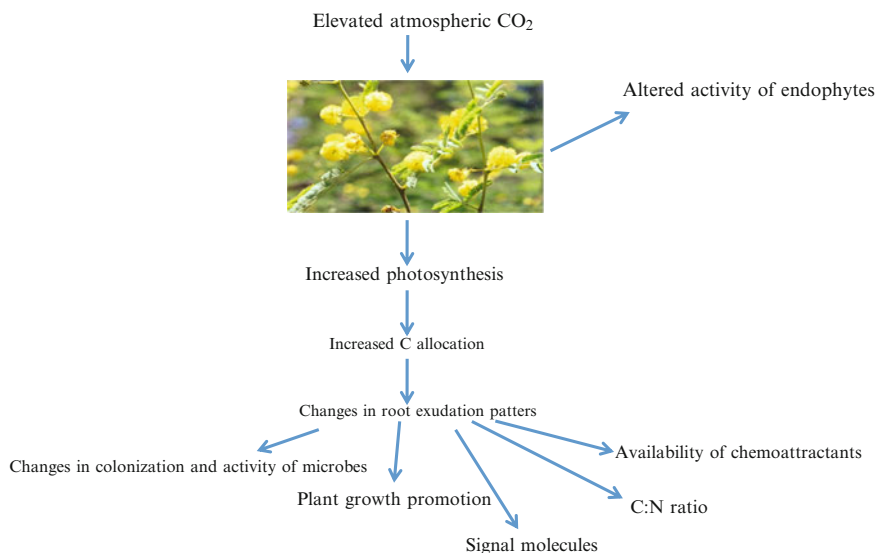 Elevated atmospheric CO₂
Altered activity of endophytes
Increased photosynthesis
Increased C allocation
Changes in root exudation patters
Changes in colonization and activity of microbes
Availability of chemoattractants
Plant growth promotion
C:N ratio
Signal molecules